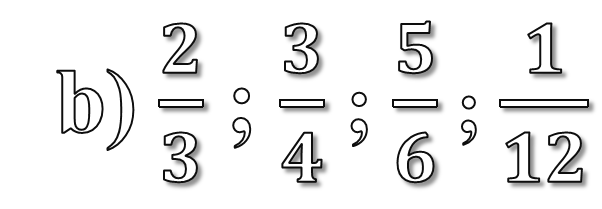 b) 2/3 ; 3/4 ; 5/6 ; 1/12